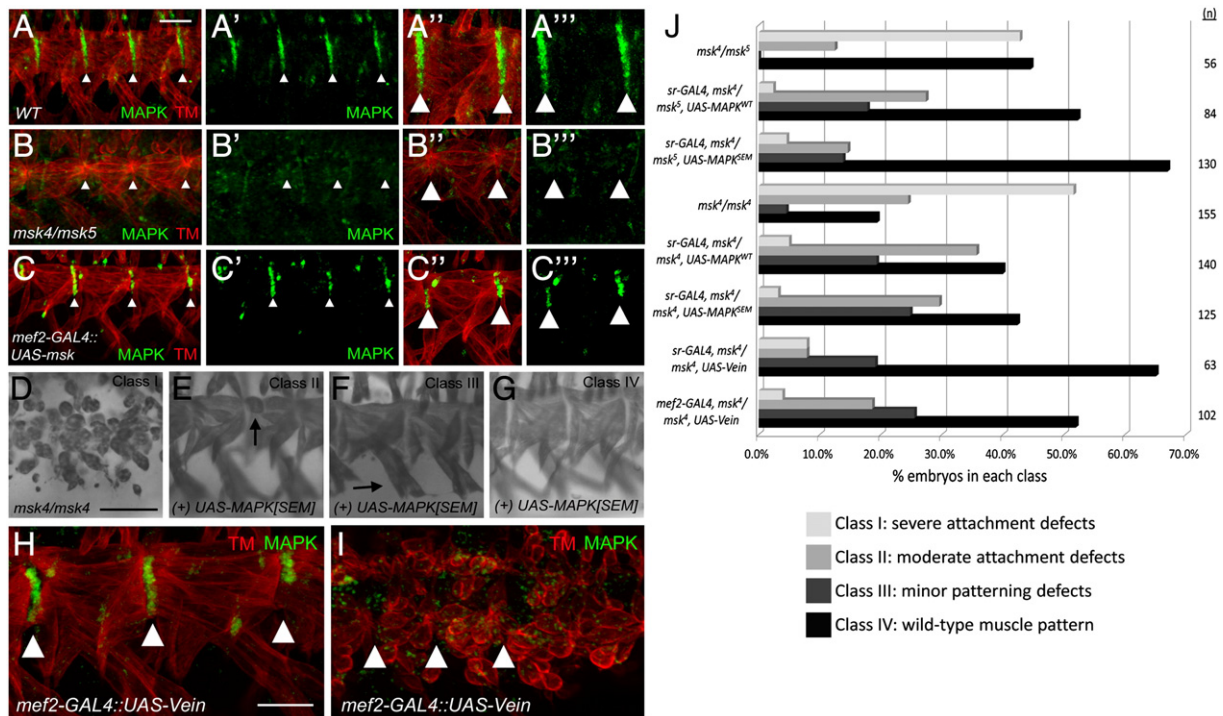 A
A'
A''
A'''
WT
MAPK TM
MAPK
B
B'
B''
B'''
msk4/msk5
MAPK TM
MAPK
C
C'
C''
C'''
mef2-GAL4::
UAS-msk
MAPK TM
MAPK
D
Class I
msk4/msk4
E
Class II
(+) UAS-MAPK[SEM]
F
Class III
(+) UAS-MAPK[SEM]
G
Class IV
(+) UAS-MAPK[SEM]
H
TM MAPK
mef2-GAL4::UAS-Vein
I
TM MAPK
mef2-GAL4::UAS-Vein
J
(n)
msk⁴/msk⁵
56
sr-GAL4, msk⁴/
msk⁵, UAS-MAPKᵂᵀ
84
sr-GAL4, msk⁴/
msk⁵, UAS-MAPKˢᴱᴹ
130
msk⁴/msk⁴
155
sr-GAL4, msk⁴/
msk⁴, UAS-MAPKᵂᵀ
140
sr-GAL4, msk⁴/
msk⁴, UAS-MAPKˢᴱᴹ
125
sr-GAL4, msk⁴/
msk⁴, UAS-Vein
63
mef2-GAL4, msk⁴/
msk⁴, UAS-Vein
102
0.0% 10.0% 20.0% 30.0% 40.0% 50.0% 60.0% 70.0%
% embryos in each class
Class I: severe attachment defects
Class II: moderate attachment defects
Class III: minor patterning defects
Class IV: wild-type muscle pattern